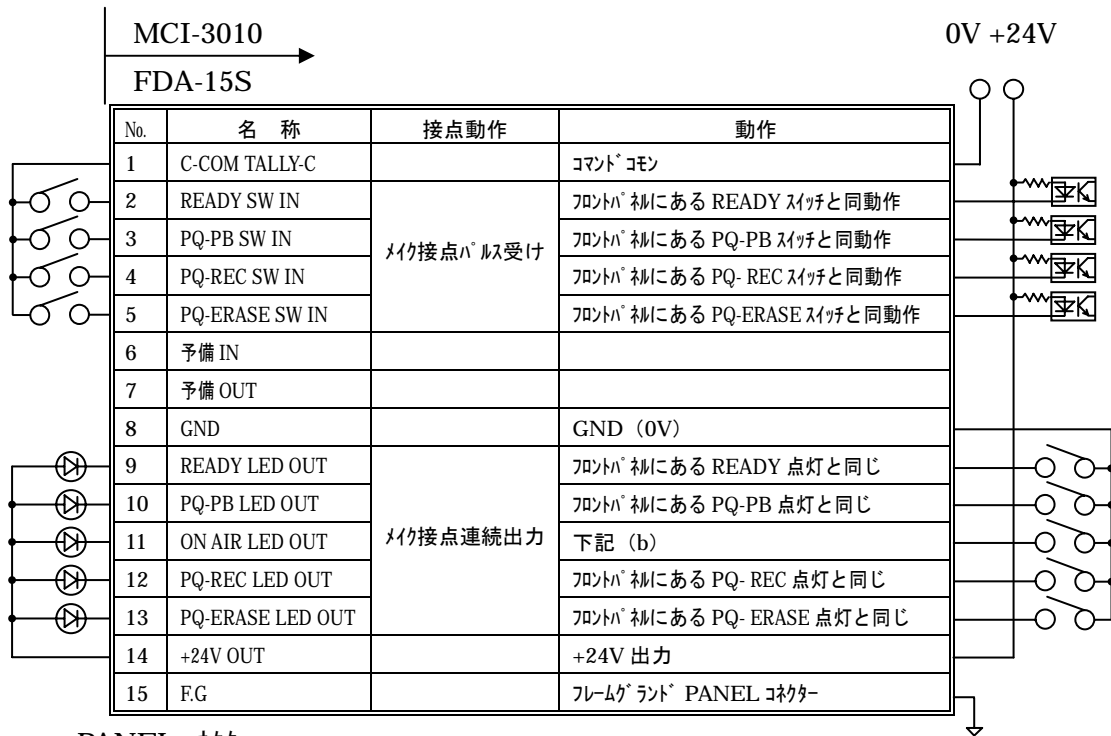 MCI-3010
0V +24V
FDA-15S
No. 名　称 接点動作 動作
1 C-COM TALLY-C ｺﾏﾝﾄﾞｺﾓﾝ
2 READY SW IN ﾌﾛﾝﾄﾊﾟﾈﾙにある READY ｽｲｯﾁと同動作
3 PQ-PB SW IN メイク接点ﾊﾟﾙｽ受け ﾌﾛﾝﾄﾊﾟﾈﾙにある PQ-PB ｽｲｯﾁと同動作
4 PQ-REC SW IN ﾌﾛﾝﾄﾊﾟﾈﾙにある PQ- REC ｽｲｯﾁと同動作
5 PQ-ERASE SW IN ﾌﾛﾝﾄﾊﾟﾈﾙにある PQ-ERASE ｽｲｯﾁと同動作
6 予備 IN
7 予備 OUT
8 GND GND（0V）
9 READY LED OUT ﾌﾛﾝﾄﾊﾟﾈﾙにある READY 点灯と同じ
10 PQ-PB LED OUT ﾌﾛﾝﾄﾊﾟﾈﾙにある PQ-PB 点灯と同じ
11 ON AIR LED OUT ﾒｲｸ接点連続出力 下記（b）
12 PQ-REC LED OUT ﾌﾛﾝﾄﾊﾟﾈﾙにある PQ- REC 点灯と同じ
13 PQ-ERASE LED OUT ﾌﾛﾝﾄﾊﾟﾈﾙにある PQ- ERASE 点灯と同じ
14 +24V OUT +24V 出力
15 F.G ﾌﾚｰﾑｸﾞﾗﾝﾄﾞ PANEL ｺﾈｸﾀｰ